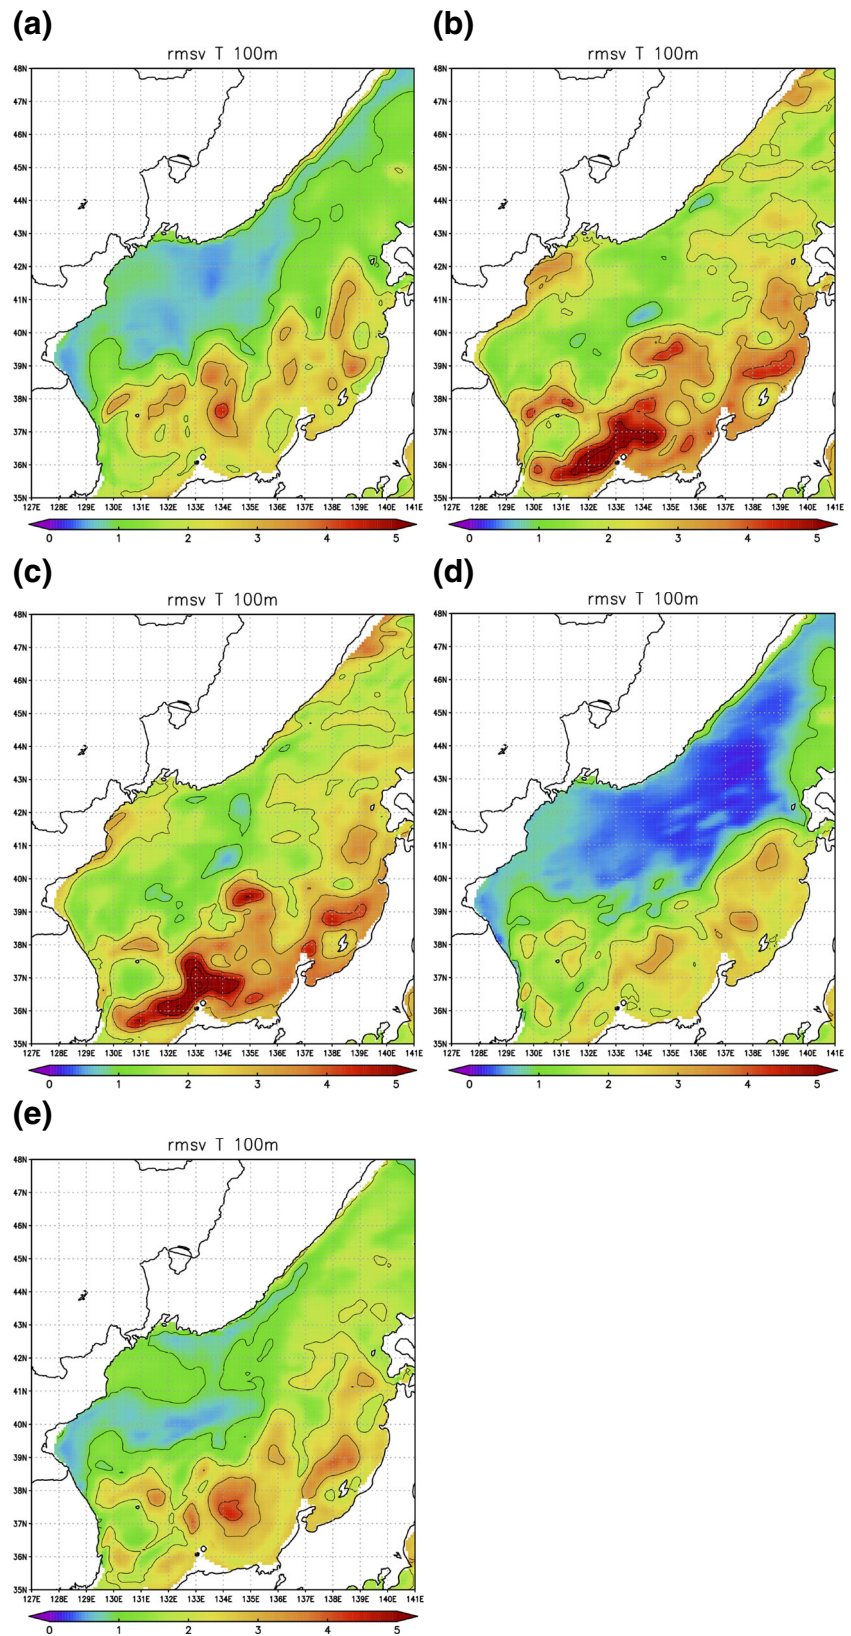 (a)
rmsv T 100m
48N
47N
46N
45N
44N
43N
42N
41N
40N
39N
38N
37N
36N
35N
127E 128E 129E 130E 131E 132E 133E 134E 135E 136E 137E 138E 139E 140E 141E
0 1 2 3 4 5
(b)
rmsv T 100m
48N
47N
46N
45N
44N
43N
42N
41N
40N
39N
38N
37N
36N
35N
127E 128E 129E 130E 131E 132E 133E 134E 135E 136E 137E 138E 139E 140E 141E
0 1 2 3 4 5
(c)
rmsv T 100m
48N
47N
46N
45N
44N
43N
42N
41N
40N
39N
38N
37N
36N
35N
127E 128E 129E 130E 131E 132E 133E 134E 135E 136E 137E 138E 139E 140E 141E
0 1 2 3 4 5
(d)
rmsv T 100m
48N
47N
46N
45N
44N
43N
42N
41N
40N
39N
38N
37N
36N
35N
127E 128E 129E 130E 131E 132E 133E 134E 135E 136E 137E 138E 139E 140E 141E
0 1 2 3 4 5
(e)
rmsv T 100m
48N
47N
46N
45N
44N
43N
42N
41N
40N
39N
38N
37N
36N
35N
127E 128E 129E 130E 131E 132E 133E 134E 135E 136E 137E 138E 139E 140E 141E
0 1 2 3 4 5